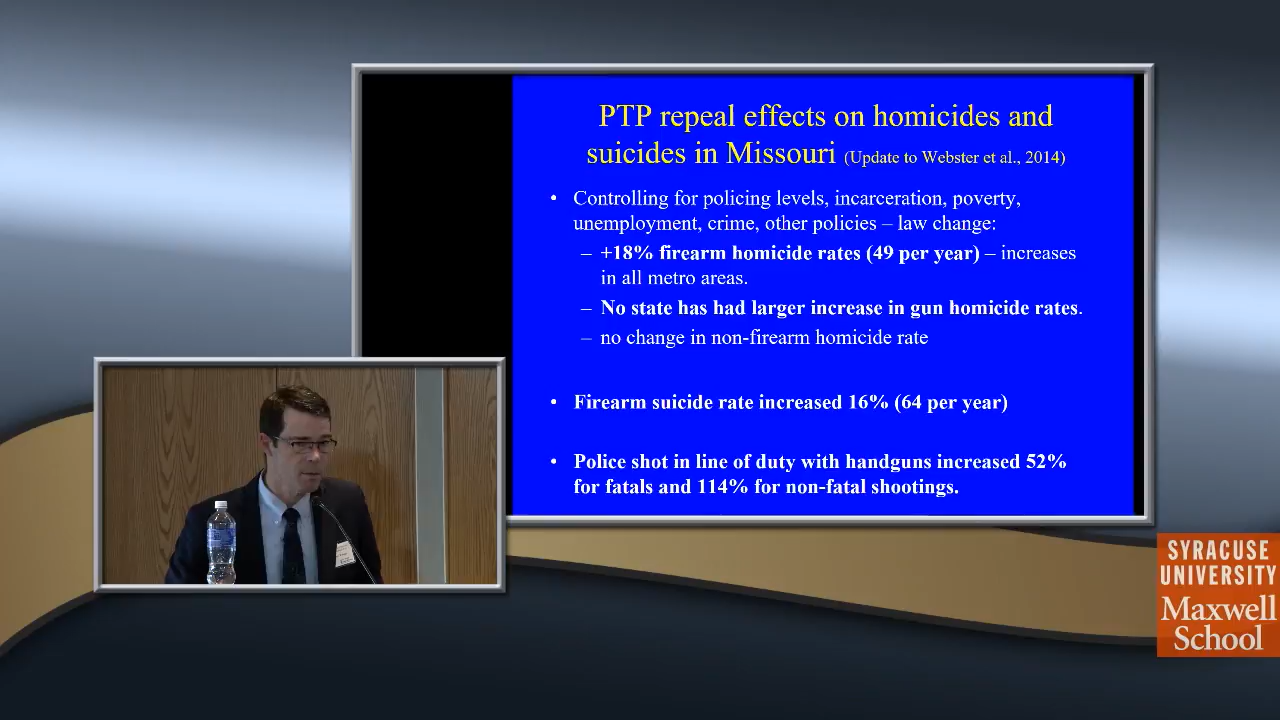 PTP repeal effects on homicides and
suicides in Missouri (Update to Webster et al., 2014)
• Controlling for policing levels, incarceration, poverty,
unemployment, crime, other policies – law change:
– +18% firearm homicide rates (49 per year) – increases
in all metro areas.
– No state has had larger increase in gun homicide rates.
– no change in non-firearm homicide rate
• Firearm suicide rate increased 16% (64 per year)
• Police shot in line of duty with handguns increased 52%
for fatals and 114% for non-fatal shootings.
SYRACUSE
UNIVERSITY
Maxwell
School